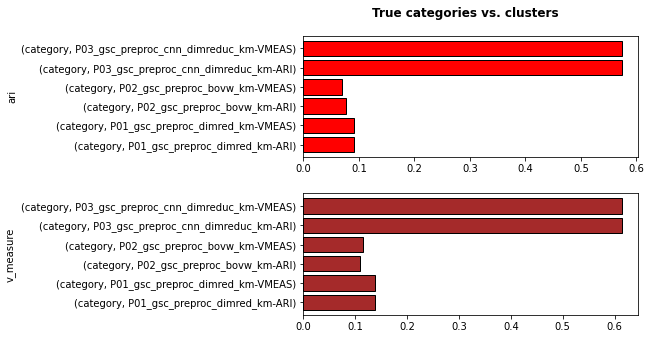 True categories vs. clusters
(category, P03_gsc_preproc_cnn_dimreduc_km-VMEAS)
(category, P03_gsc_preproc_cnn_dimreduc_km-ARI)
(category, P02_gsc_preproc_bovw_km-VMEAS)
(category, P02_gsc_preproc_bovw_km-ARI)
(category, P01_gsc_preproc_dimred_km-VMEAS)
(category, P01_gsc_preproc_dimred_km-ARI)
ari
0.0 0.1 0.2 0.3 0.4 0.5 0.6
(category, P03_gsc_preproc_cnn_dimreduc_km-VMEAS)
(category, P03_gsc_preproc_cnn_dimreduc_km-ARI)
(category, P02_gsc_preproc_bovw_km-VMEAS)
(category, P02_gsc_preproc_bovw_km-ARI)
(category, P01_gsc_preproc_dimred_km-VMEAS)
(category, P01_gsc_preproc_dimred_km-ARI)
v_measure
0.0 0.1 0.2 0.3 0.4 0.5 0.6